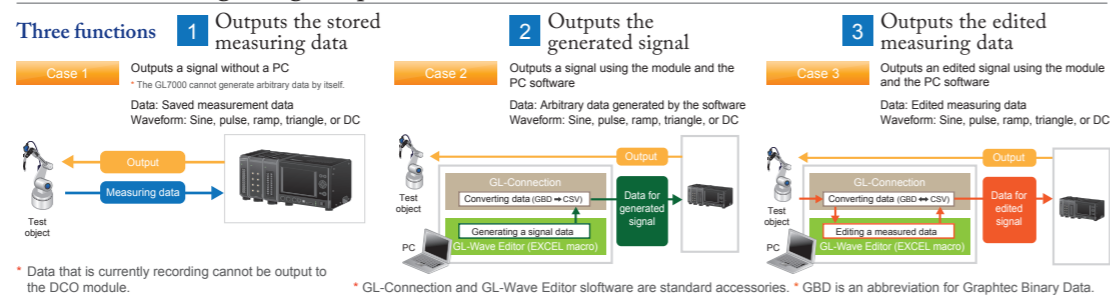 Three functions
1 Outputs the stored
measuring data
Case 1
Outputs a signal without a PC
* The GL7000 cannot generate arbitrary data by itself.
Data: Saved measurement data
Waveform: Sine, pulse, ramp, triangle, or DC
Output
Measuring data
Test
object
* Data that is currently recording cannot be output to
the DCO module.
2 Outputs the
generated signal
Case 2
Outputs a signal using the module and the
PC software
Data: Arbitrary data generated by the software
Waveform: Sine, pulse, ramp, triangle, or DC
Output
GL-Connection
Converting data (GBD ➡ CSV)
Data for
generated
signal
Test
object
Generating a signal data
PC
GL-Wave Editor (EXCEL macro)
3 Outputs the edited
measuring data
Case 3
Outputs an edited signal using the module
and the PC software
Data: Edited measuring data
Waveform: Sine, pulse, ramp, triangle, or DC
Output
GL-Connection
Converting data (GBD ⬌ CSV)
Data for
edited
signal
Test
object
Editing a measured data
PC
GL-Wave Editor (EXCEL macro)
* GL-Connection and GL-Wave Editor sloftware are standard accessories. * GBD is an abbreviation for Graphtec Binary Data.